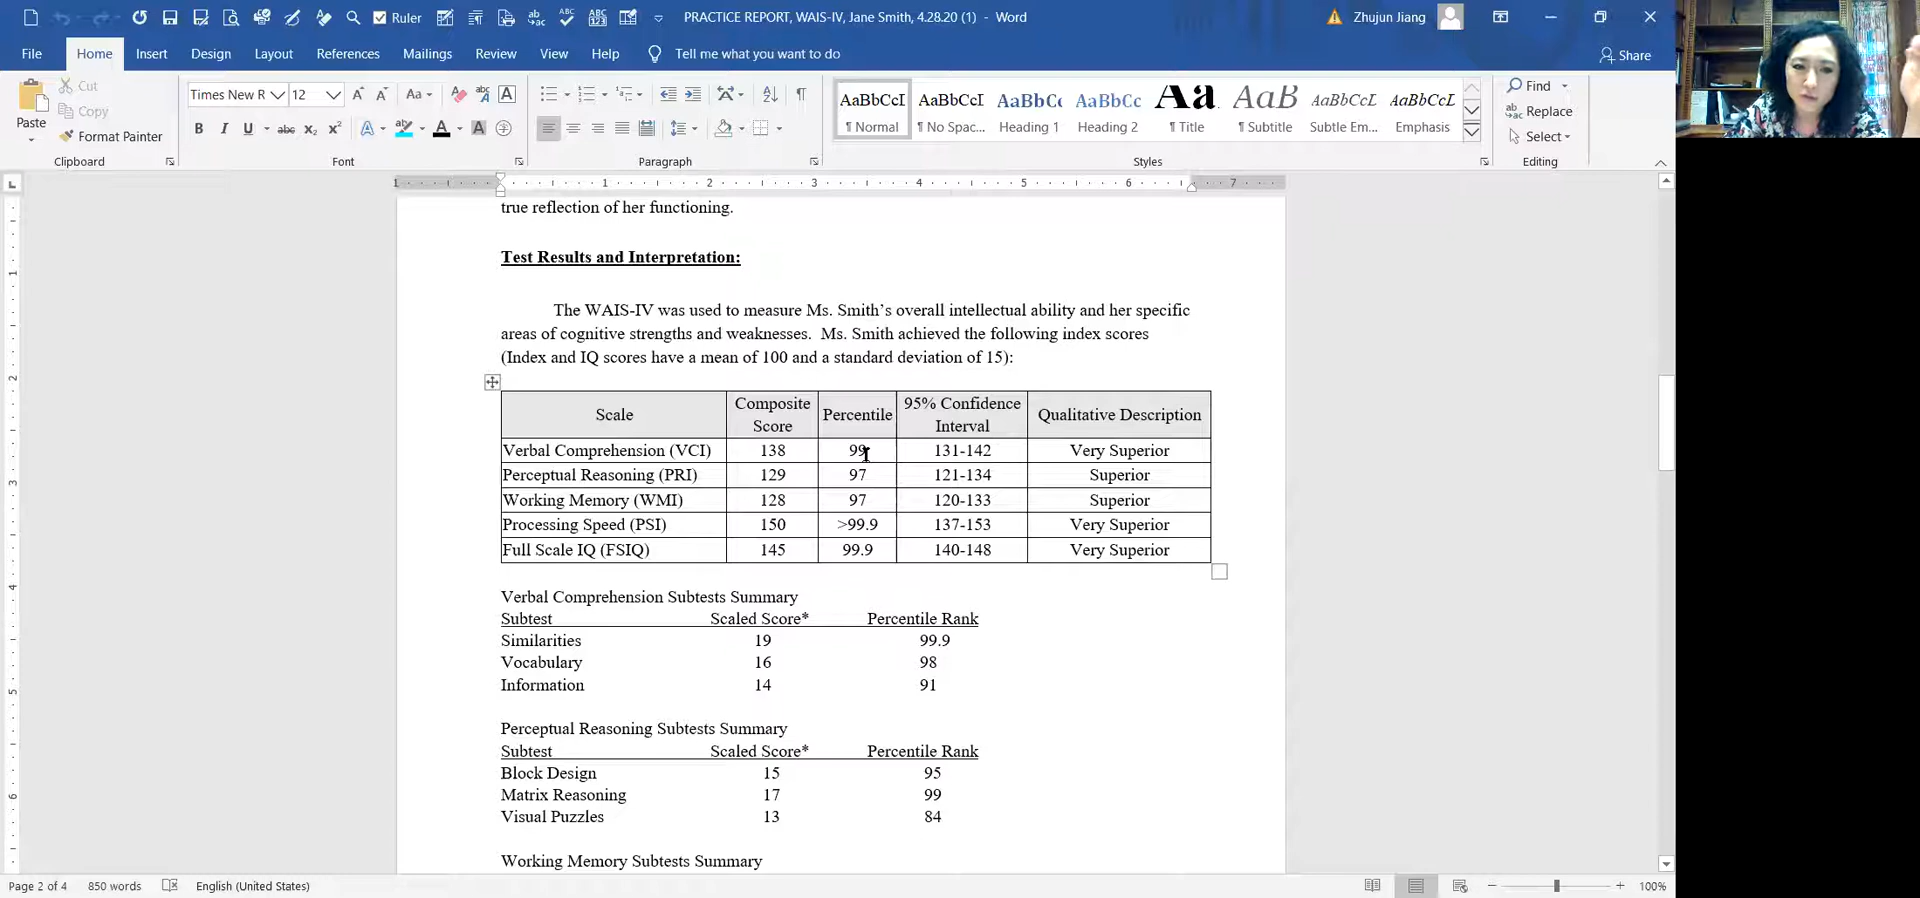 Ruler
PRACTICE REPORT, WAIS-IV, Jane Smith, 4.28.20 (1) - Word
Zhujun Jiang
File Home Insert Design Layout References Mailings Review View Help Tell me what you want to do
Share
Paste
Cut
Copy
Format Painter
Clipboard
Times New R 12
Font
Paragraph
AaBbCcI AaBbCcI AaBbCc AaBbCc AaB AaBbCcL AaBbCcL
¶ Normal ¶ No Spac... Heading 1 Heading 2 ¶ Title ¶ Subtitle Subtle Em... Emphasis
Styles
Find
Replace
Select
Editing
1 1 2 3 4 5 6 7
true reflection of her functioning.
Test Results and Interpretation:
The WAIS-IV was used to measure Ms. Smith’s overall intellectual ability and her specific
areas of cognitive strengths and weaknesses. Ms. Smith achieved the following index scores
(Index and IQ scores have a mean of 100 and a standard deviation of 15):
Scale Composite Score Percentile 95% Confidence Interval Qualitative Description
Verbal Comprehension (VCI) 138 99 131-142 Very Superior
Perceptual Reasoning (PRI) 129 97 121-134 Superior
Working Memory (WMI) 128 97 120-133 Superior
Processing Speed (PSI) 150 >99.9 137-153 Very Superior
Full Scale IQ (FSIQ) 145 99.9 140-148 Very Superior
Verbal Comprehension Subtests Summary
Subtest Scaled Score* Percentile Rank
Similarities 19 99.9
Vocabulary 16 98
Information 14 91
Perceptual Reasoning Subtests Summary
Subtest Scaled Score* Percentile Rank
Block Design 15 95
Matrix Reasoning 17 99
Visual Puzzles 13 84
Working Memory Subtests Summary
Page 2 of 4 850 words English (United States) 100%